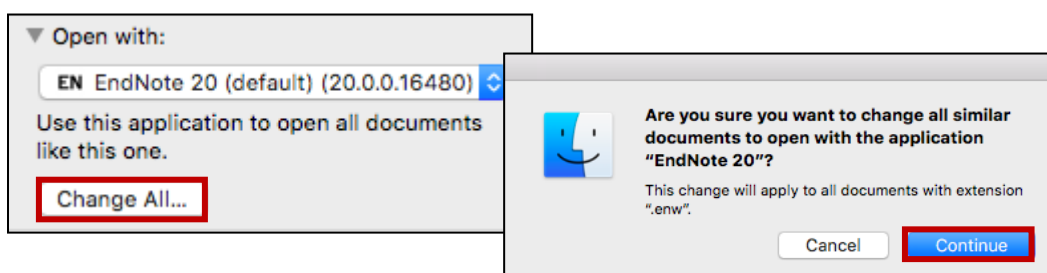 Open with:
EN EndNote 20 (default) (20.0.0.16480)
Use this application to open all documents
like this one.
Change All...
Are you sure you want to change all similar
documents to open with the application
“EndNote 20”?
This change will apply to all documents with extension
“.enw”.
Cancel
Continue